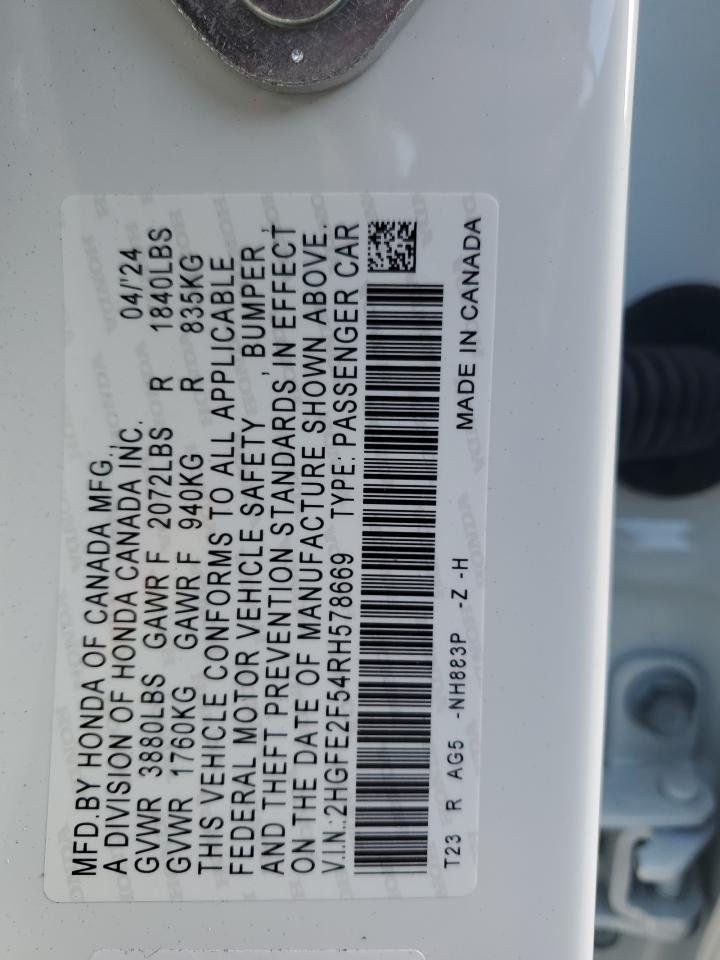 MFD.BY HONDA OF CANADA MFG.,
A DIVISION OF HONDA CANADA INC. 04/'24
GVWR 3880LBS GAWR F 2072LBS R 1840LBS
GVWR 1760KG GAWR F 940KG R 835KG
THIS VEHICLE CONFORMS TO ALL APPLICABLE
FEDERAL MOTOR VEHICLE SAFETY , BUMPER ,
AND THEFT PREVENTION STANDARDS IN EFFECT
ON THE DATE OF MANUFACTURE SHOWN ABOVE.
V.I.N.:2HGFE2F54RH578669 TYPE: PASSENGER CAR
T23 R AG5 -NH883P -Z -H MADE IN CANADA